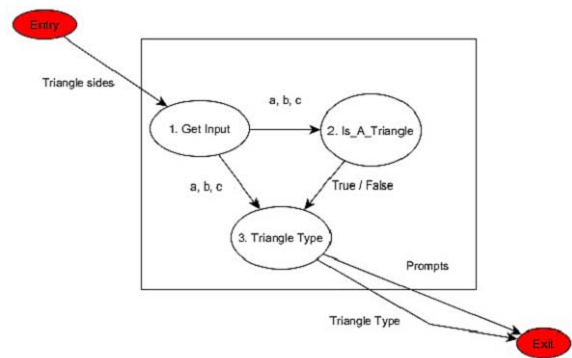 Entry
Triangle sides
a, b, c
1. Get Input
2. Is_A_Triangle
a, b, c
True / False
3. Triangle Type
Prompts
Triangle Type
Exit